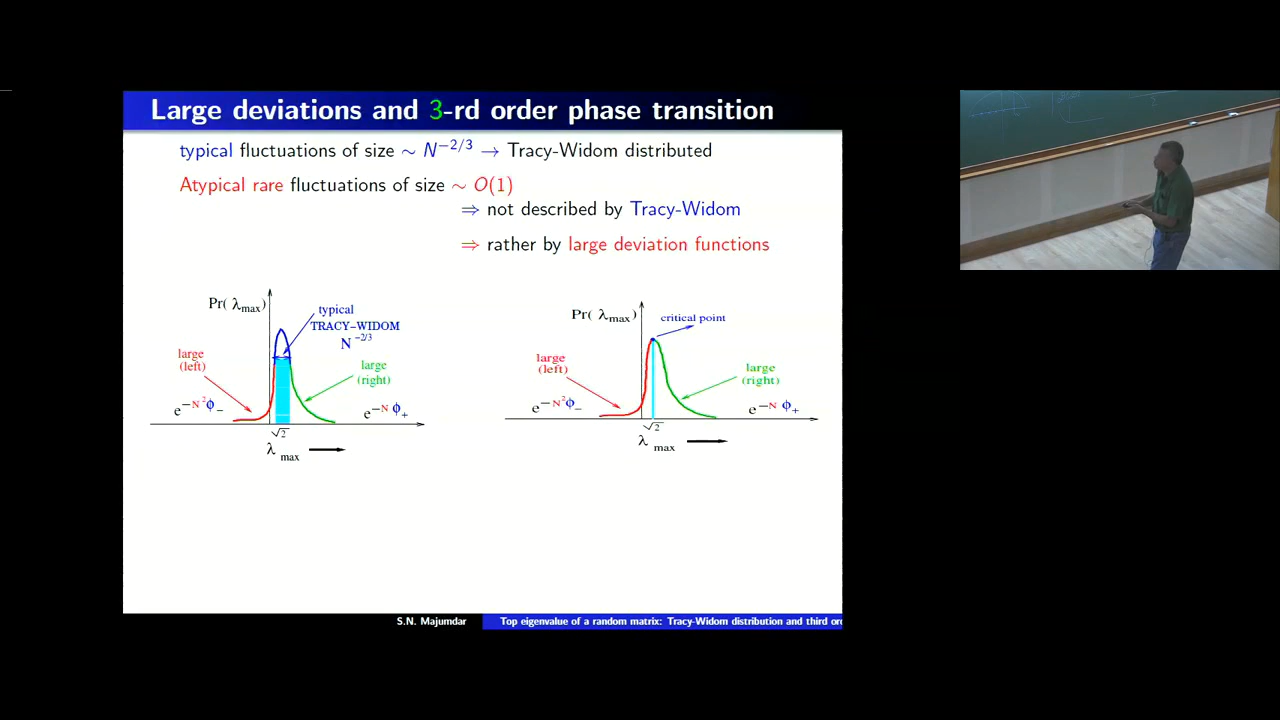 Large deviations and 3-rd order phase transition
typical fluctuations of size ∼ N^{−2/3} → Tracy-Widom distributed
Atypical rare fluctuations of size ∼ O(1)
⇒ not described by Tracy-Widom
⇒ rather by large deviation functions
Pr( λ_max)
typical
TRACY−WIDOM
N^{−2/3}
large
(left)
large
(right)
e^{−N²ϕ_−}
e^{−N ϕ_+}
√2
λ_max
Pr( λ_max)
critical point
large
(left)
large
(right)
e^{−N²ϕ_−}
e^{−N ϕ_+}
√2
λ_max
S.N. Majumdar
Top eigenvalue of a random matrix: Tracy-Widom distribution and third or